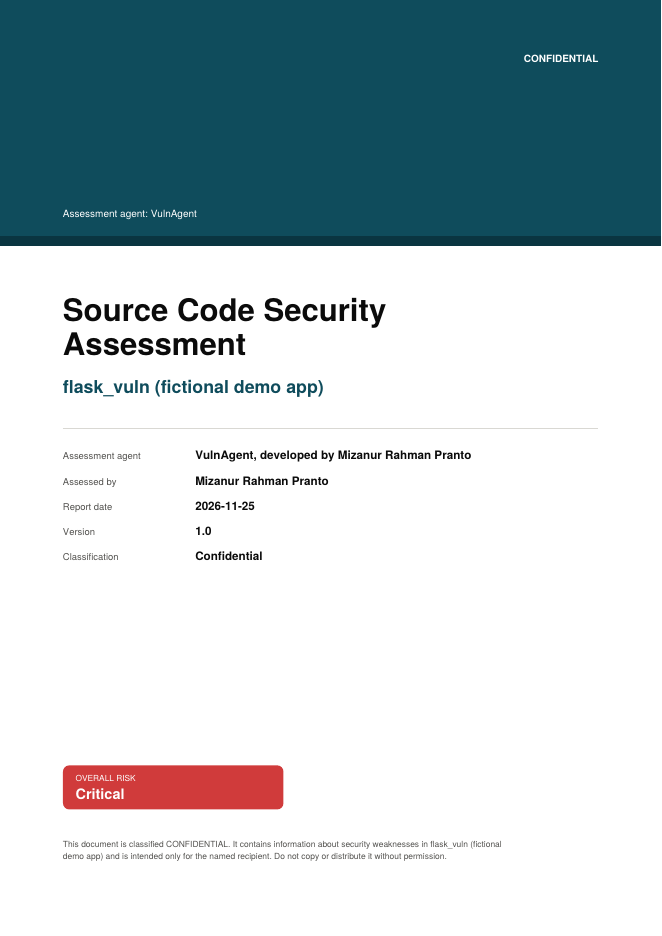 CONFIDENTIAL
Assessment agent: VulnAgent
Source Code Security
Assessment
flask_vuln (fictional demo app)
Assessment agent VulnAgent, developed by Mizanur Rahman Pranto
Assessed by Mizanur Rahman Pranto
Report date 2026-11-25
Version 1.0
Classification Confidential
OVERALL RISK
Critical
This document is classified CONFIDENTIAL. It contains information about security weaknesses in flask_vuln (fictional
demo app) and is intended only for the named recipient. Do not copy or distribute it without permission.